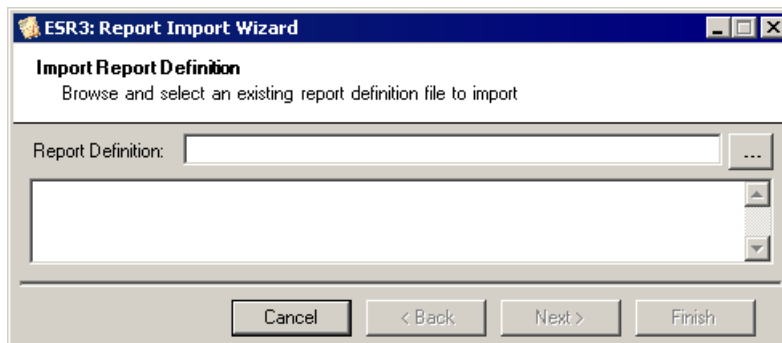 ESR3: Report Import Wizard
Import Report Definition
Browse and select an existing report definition file to import
Report Definition:
...
Cancel
< Back
Next >
Finish